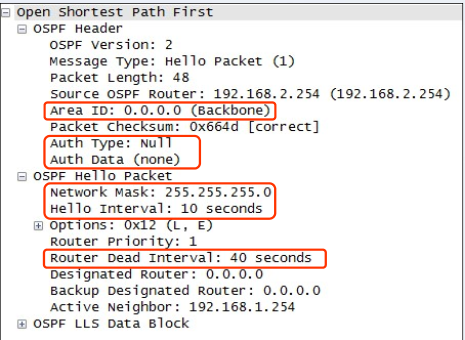 Open Shortest Path First
OSPF Header
OSPF Version: 2
Message Type: Hello Packet (1)
Packet Length: 48
Source OSPF Router: 192.168.2.254 (192.168.2.254)
Area ID: 0.0.0.0 (Backbone)
Packet Checksum: 0x664d [correct]
Auth Type: Null
Auth Data (none)
OSPF Hello Packet
Network Mask: 255.255.255.0
Hello Interval: 10 seconds
Options: 0x12 (L, E)
Router Priority: 1
Router Dead Interval: 40 seconds
Designated Router: 0.0.0.0
Backup Designated Router: 0.0.0.0
Active Neighbor: 192.168.1.254
OSPF LLS Data Block